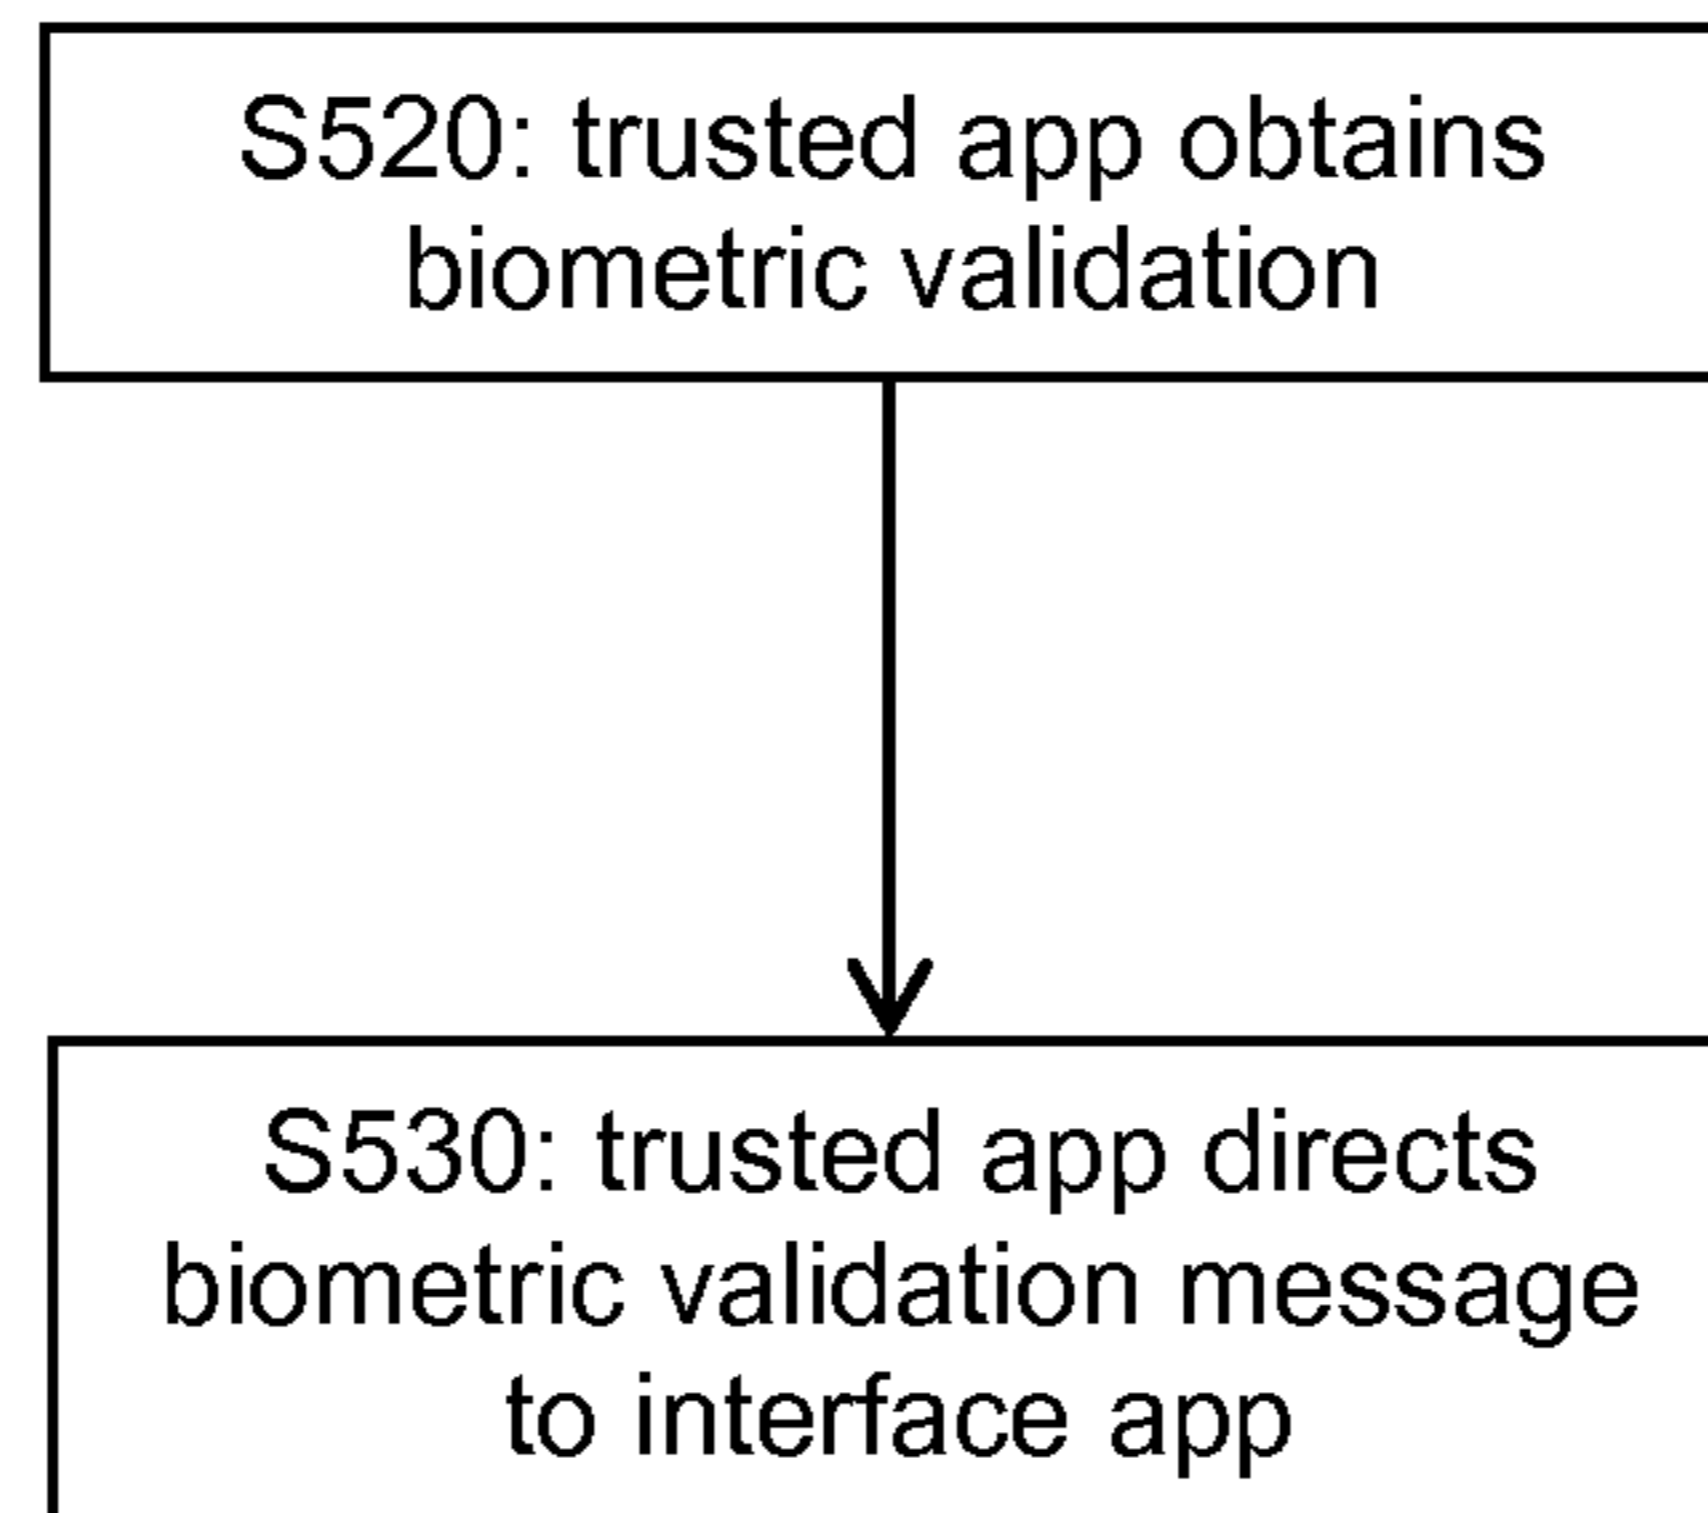 S520: trusted app obtains
biometric validation
S530: trusted app directs
biometric validation message
to interface app